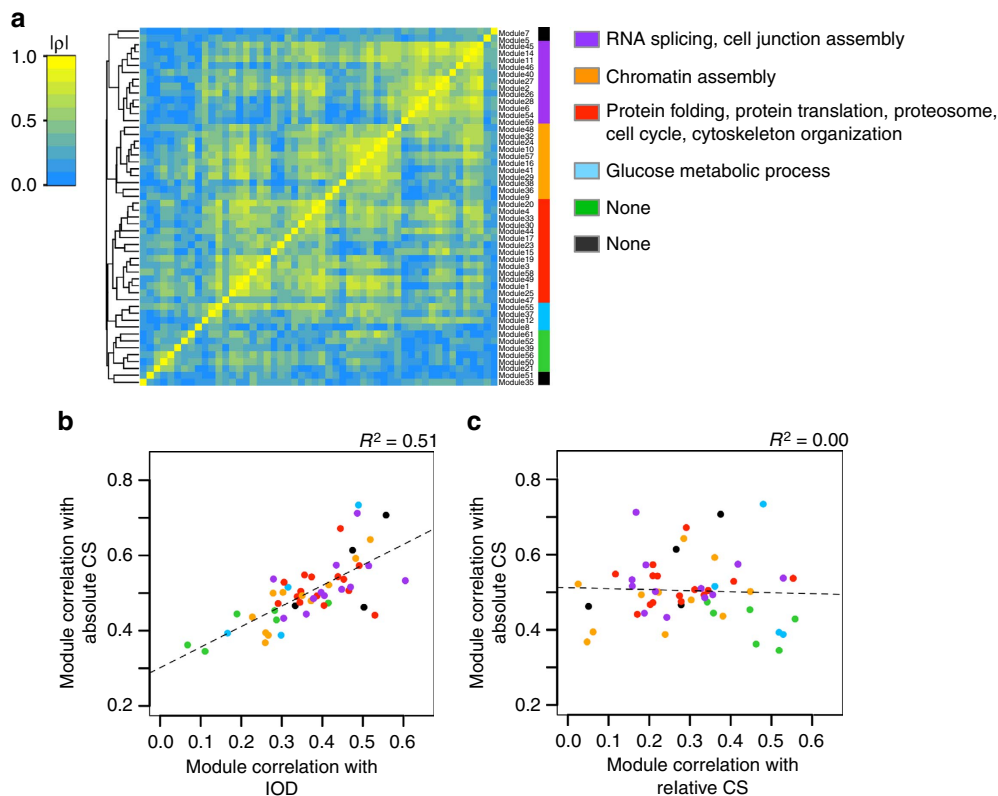 a
|ρ|
1.0
0.0
Module7
Module5
Module45
Module14
Module11
Module46
Module40
Module27
Module2
Module26
Module28
Module6
Module54
Module59
Module48
Module32
Module24
Module10
Module57
Module16
Module41
Module29
Module38
Module36
Module9
Module20
Module4
Module33
Module30
Module44
Module17
Module23
Module15
Module19
Module3
Module58
Module49
Module1
Module25
Module47
Module55
Module37
Module12
Module8
Module61
Module52
Module39
Module56
Module50
Module21
Module51
Module35
RNA splicing, cell junction assembly
Chromatin assembly
Protein folding, protein translation, proteosome,
cell cycle, cytoskeleton organization
Glucose metabolic process
None
None
b
R² = 0.51
Module correlation with
absolute CS
0.8
0.6
0.4
0.2
0.0 0.1 0.2 0.3 0.4 0.5 0.6
Module correlation with
IOD
c
R² = 0.00
Module correlation with
absolute CS
0.8
0.6
0.4
0.2
0.0 0.1 0.2 0.3 0.4 0.5 0.6
Module correlation with
relative CS